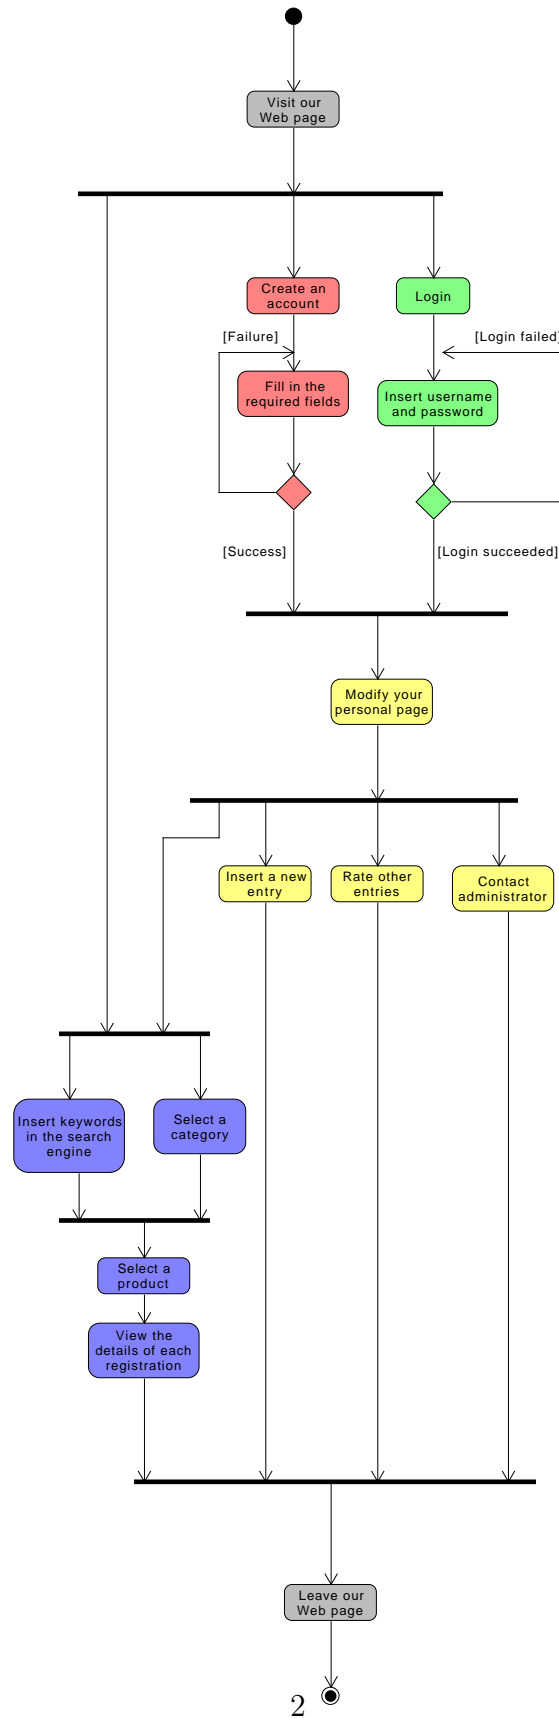 Visit our
Web page
Create an
account
Login
[Failure]
[Login failed]
Fill in the
required fields
Insert username
and password
[Success]
[Login succeeded]
Modify your
personal page
Insert a new
entry
Rate other
entries
Contact
administrator
Insert keywords
in the search
engine
Select a
category
Select a
product
View the
details of each
registration
Leave our
Web page
2